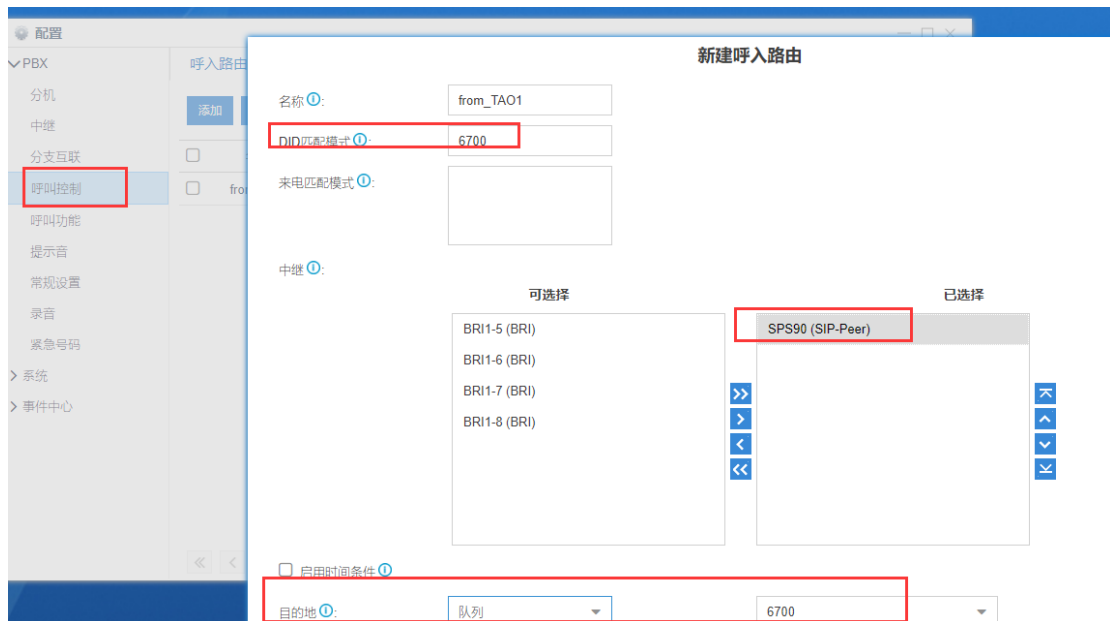 配置
PBX
分机
中继
分支互联
呼叫控制
呼叫功能
提示音
常规设置
录音
紧急号码
系统
事件中心
呼入路由
添加
新建呼入路由
名称: from_TAO1
DID匹配模式: 6700
来电匹配模式:
中继:
可选择 已选择
BRI1-5 (BRI)
BRI1-6 (BRI)
BRI1-7 (BRI)
BRI1-8 (BRI)
SPS90 (SIP-Peer)
启用时间条件
目的地: 队列 6700